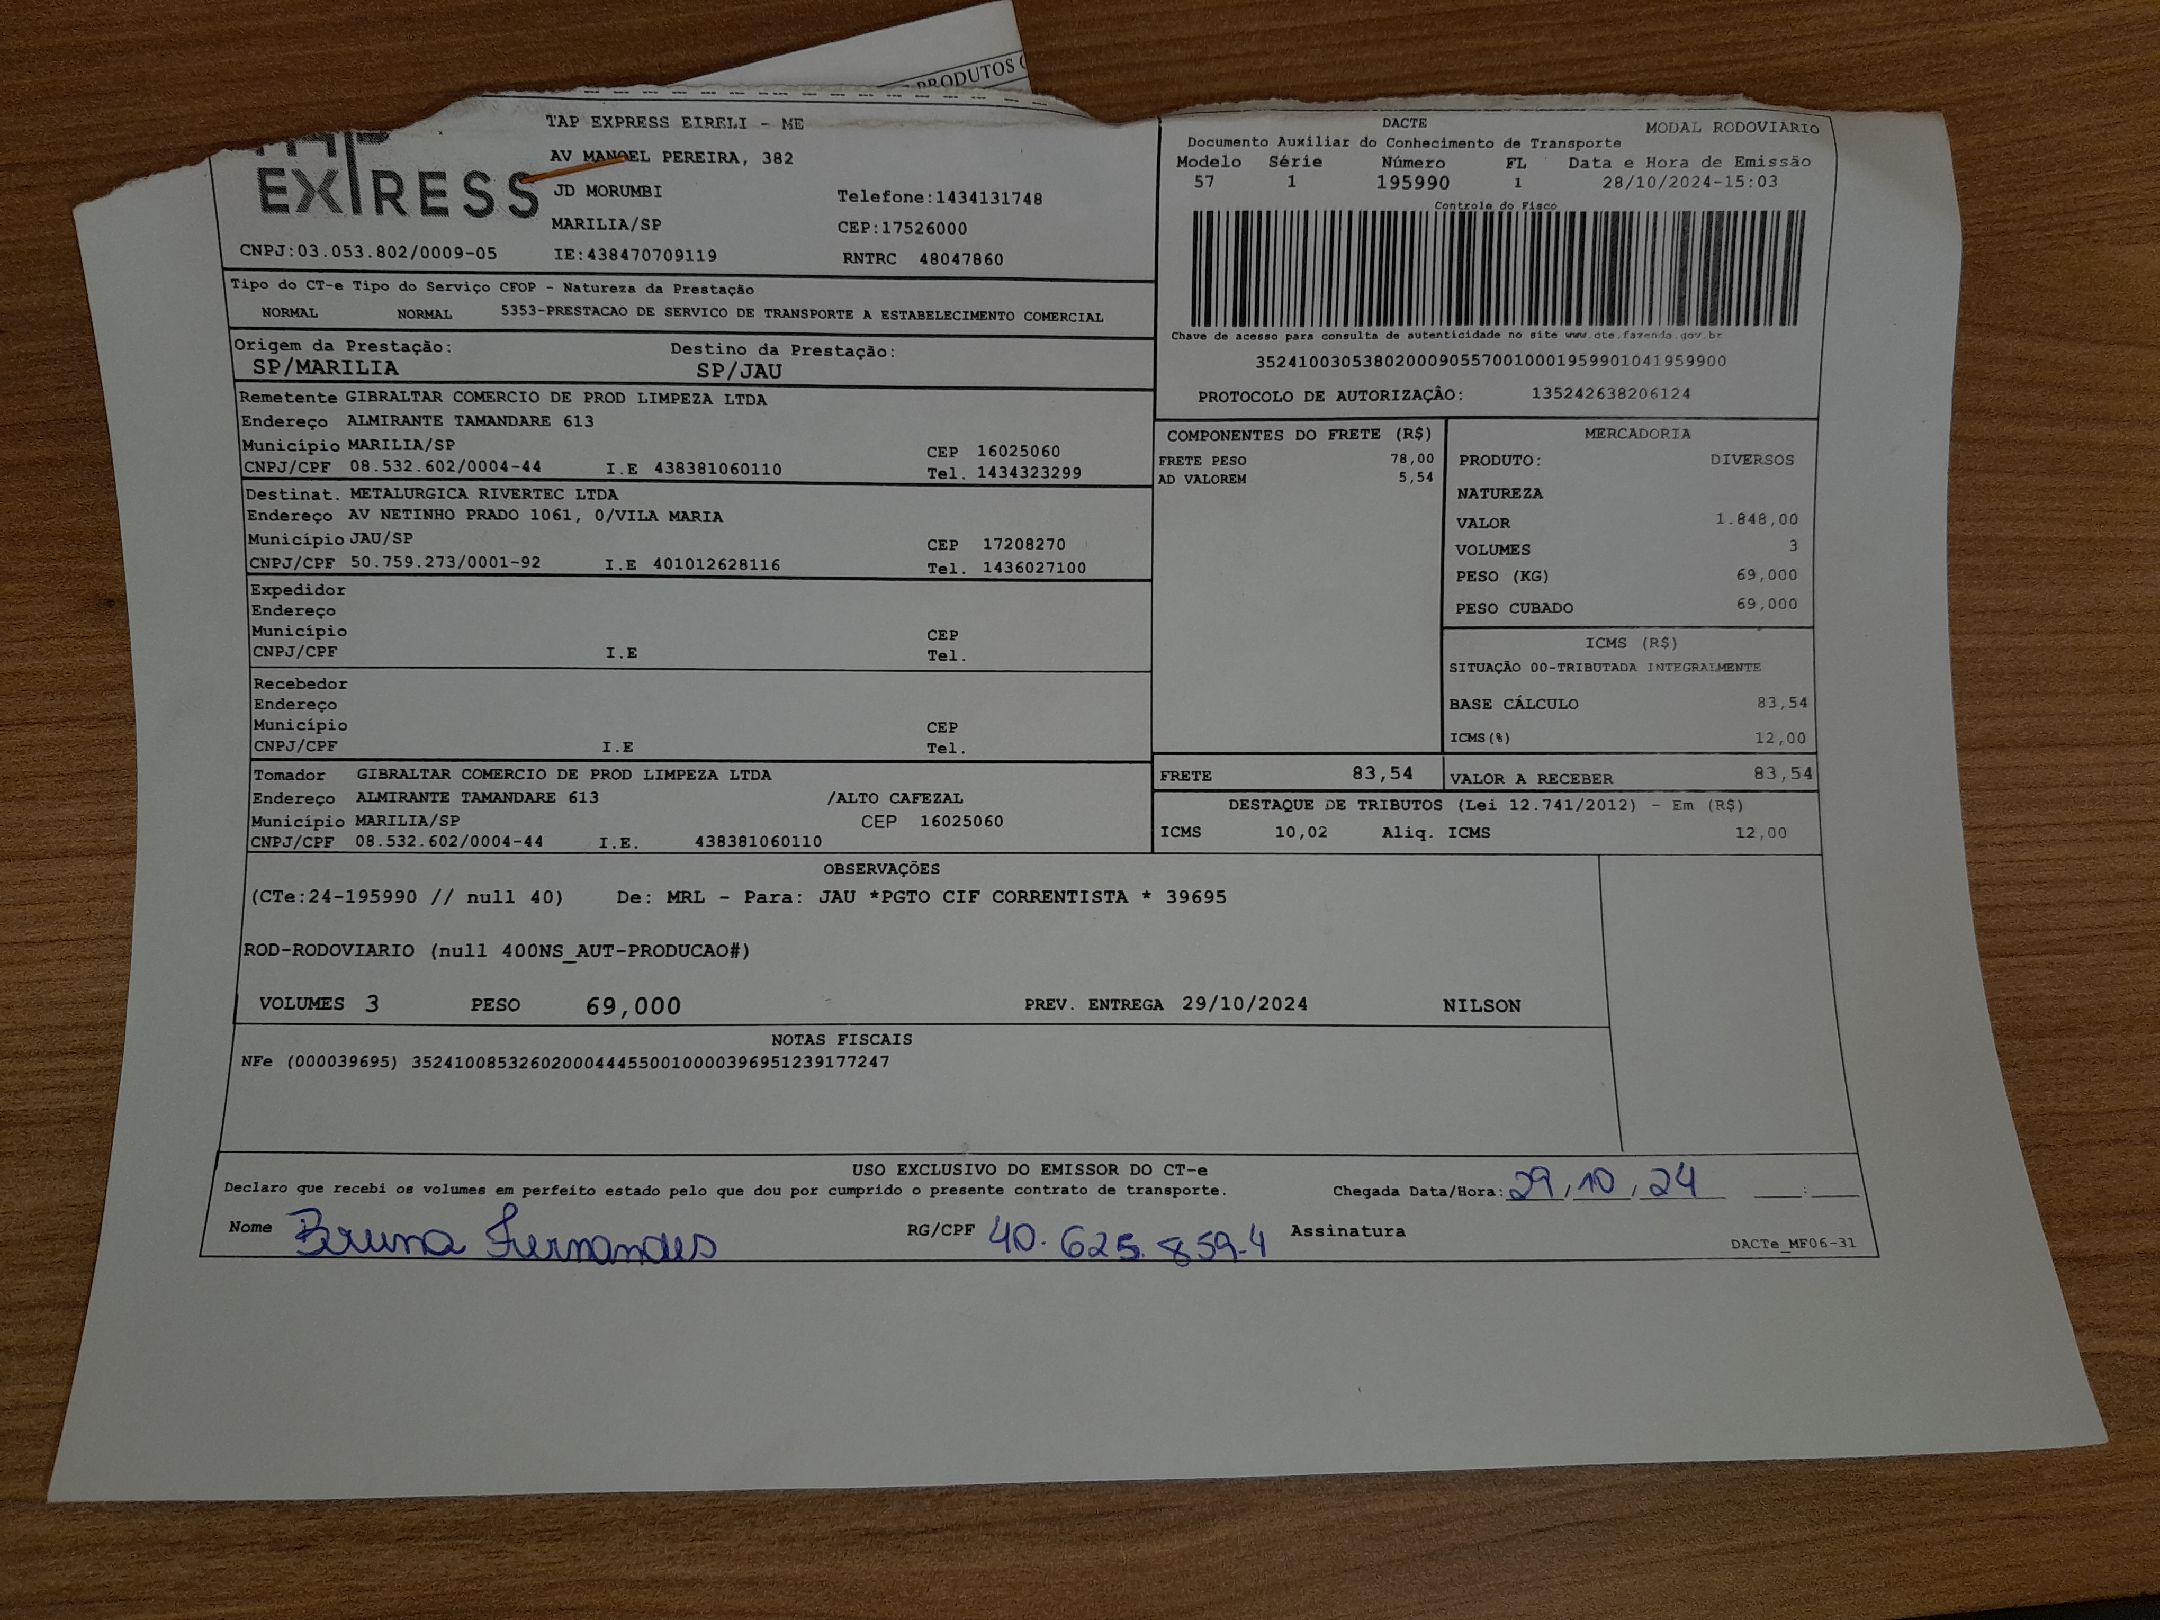 PRODUTOS
TAP EXPRESS EIRELI - ME
DACTE
MODAL RODOVIARIO
Documento Auxiliar do Conhecimento de Transporte
EXPRESS
AV MANOEL PEREIRA, 382
Modelo Série Número FL Data e Hora de Emissão
57 1 195990 1 28/10/2024-15:03
JD MORUMBI Telefone:1434131748
Controle do Fisco
MARILIA/SP CEP:17526000
CNPJ:03.053.802/0009-05 IE:438470709119 RNTRC 48047860
Tipo do CT-e Tipo do Serviço CFOP - Natureza da Prestação
NORMAL NORMAL 5353-PRESTACAO DE SERVICO DE TRANSPORTE A ESTABELECIMENTO COMERCIAL
Chave de acesso para consulta de autenticidade no site www.cte.fazenda.gov.br
35241003053802000905570010001959901041959900
PROTOCOLO DE AUTORIZAÇÃO: 135242638206124
Origem da Prestação: Destino da Prestação:
SP/MARILIA SP/JAU
Remetente GIBRALTAR COMERCIO DE PROD LIMPEZA LTDA
Endereço ALMIRANTE TAMANDARE 613
Município MARILIA/SP CEP 16025060
CNPJ/CPF 08.532.602/0004-44 I.E 438381060110 Tel. 1434323299
Destinat. METALURGICA RIVERTEC LTDA
Endereço AV NETINHO PRADO 1061, 0/VILA MARIA
Município JAU/SP CEP 17208270
CNPJ/CPF 50.759.273/0001-92 I.E 401012628116 Tel. 1436027100
Expedidor
Endereço
Município CEP
CNPJ/CPF I.E Tel.
Recebedor
Endereço
Município CEP
CNPJ/CPF I.E Tel.
Tomador GIBRALTAR COMERCIO DE PROD LIMPEZA LTDA
Endereço ALMIRANTE TAMANDARE 613 /ALTO CAFEZAL
Município MARILIA/SP CEP 16025060
CNPJ/CPF 08.532.602/0004-44 I.E. 438381060110
COMPONENTES DO FRETE (R$)
FRETE PESO 78,00
AD VALOREM 5,54
MERCADORIA
PRODUTO: DIVERSOS
NATUREZA
VALOR 1.848,00
VOLUMES 3
PESO (KG) 69,000
PESO CUBADO 69,000
ICMS (R$)
SITUAÇÃO 00-TRIBUTADA INTEGRALMENTE
BASE CÁLCULO 83,54
ICMS(%) 12,00
FRETE 83,54 VALOR A RECEBER 83,54
DESTAQUE DE TRIBUTOS (Lei 12.741/2012) - Em (R$)
ICMS 10,02 Aliq. ICMS 12,00
OBSERVAÇÕES
(CTe:24-195990 // null 40) De: MRL - Para: JAU *PGTO CIF CORRENTISTA * 39695
ROD-RODOVIARIO (null 400NS_AUT-PRODUCAO#)
VOLUMES 3 PESO 69,000 PREV. ENTREGA 29/10/2024 NILSON
NOTAS FISCAIS
NFe (000039695) 35241008532602000444550010000396951239177247
USO EXCLUSIVO DO EMISSOR DO CT-e
Declaro que recebi os volumes em perfeito estado pelo que dou por cumprido o presente contrato de transporte. Chegada Data/Hora: 29/10/24 __:__
Nome Bruna Fernandes RG/CPF 40.625.859-4 Assinatura
DACTe_MF06-31